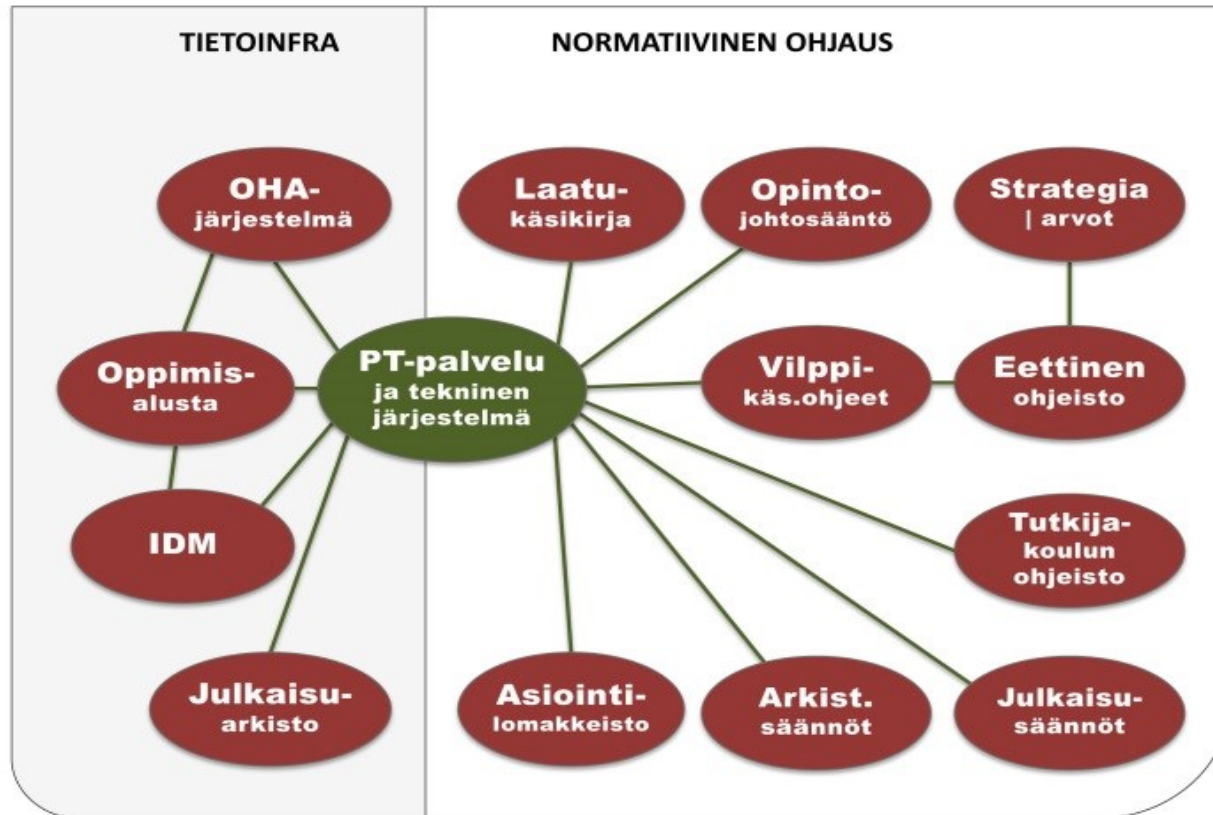 TIETOINFRA
NORMATIIVINEN OHJAUS
OHA-
järjestelmä
Laatu-
käsikirja
Opinto-
johtosääntö
Strategia
| arvot
Oppimis-
alusta
PT-palvelu
ja tekninen
järjestelmä
Vilppi-
käs.ohjeet
Eettinen
ohjeisto
IDM
Tutkija-
koulun
ohjeisto
Julkaisu-
arkisto
Asiointi-
lomakkeisto
Arkist.
säännöt
Julkaisu-
säännöt